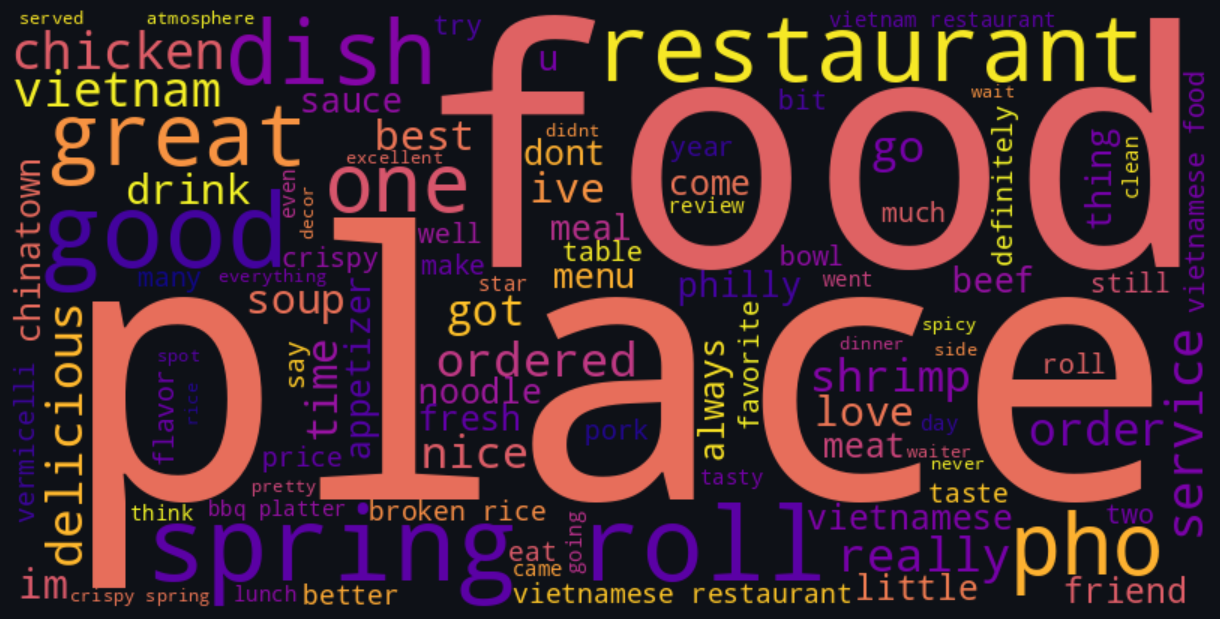 served
atmosphere
try
vietnam restaurant
chicken
dish
food
restaurant
u
vietnam
sauce
bit
wait
great
best
didnt
excellent
dont
year
go
definitely
thing
clean
vietnamese food
chinatown
drink
even
decor
one
ive
come
review
much
good
well
meal
table
crispy
make
bowl
many
everything
star
menu
philly
went
beef
still
place
soup
got
always
favorite
spicy
delicious
vermicelli
spot
flavor
rice
say
time
appetizer
ordered
dinner
side
roll
noodle
shrimp
service
fresh
love
day
order
pork
price
nice
meat
waiter
never
tasty
pretty
taste
think
bbq platter
broken rice
vietnamese
two
spring roll
going
eat
really
pho
came
im
crispy spring
lunch
better
vietnamese restaurant
little
friend